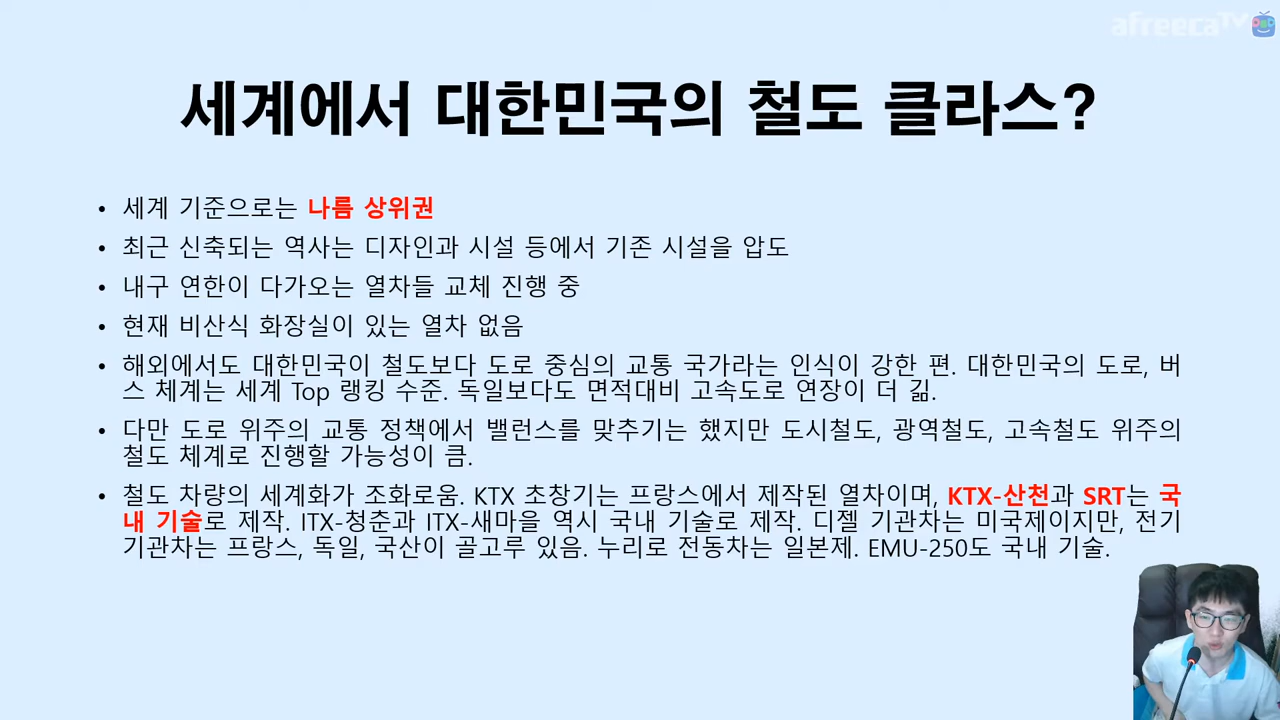 afreecaTV
세계에서 대한민국의 철도 클라스?
• 세계 기준으로는 나름 상위권
• 최근 신축되는 역사는 디자인과 시설 등에서 기존 시설을 압도
• 내구 연한이 다가오는 열차들 교체 진행 중
• 현재 비산식 화장실이 있는 열차 없음
• 해외에서도 대한민국이 철도보다 도로 중심의 교통 국가라는 인식이 강한 편. 대한민국의 도로, 버
스 체계는 세계 Top 랭킹 수준. 독일보다도 면적대비 고속도로 연장이 더 긺.
• 다만 도로 위주의 교통 정책에서 밸런스를 맞추기는 했지만 도시철도, 광역철도, 고속철도 위주의
철도 체계로 진행할 가능성이 큼.
• 철도 차량의 세계화가 조화로움. KTX 초창기는 프랑스에서 제작된 열차이며, KTX-산천과 SRT는 국
내 기술로 제작. ITX-청춘과 ITX-새마을 역시 국내 기술로 제작. 디젤 기관차는 미국제이지만, 전기
기관차는 프랑스, 독일, 국산이 골고루 있음. 누리로 전동차는 일본제. EMU-250도 국내 기술.